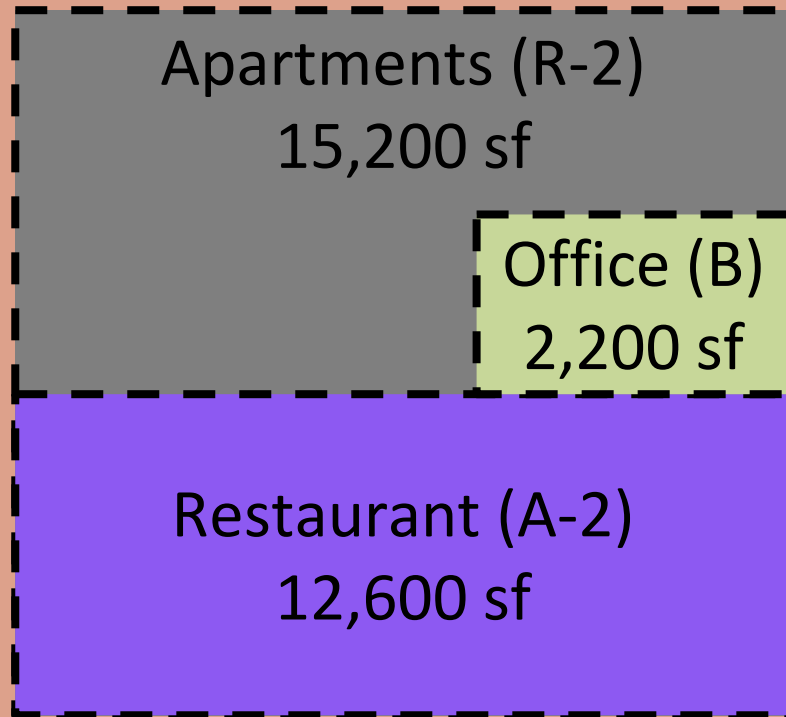 Apartments (R-2)
15,200 sf
Office (B)
2,200 sf
Restaurant (A-2)
12,600 sf